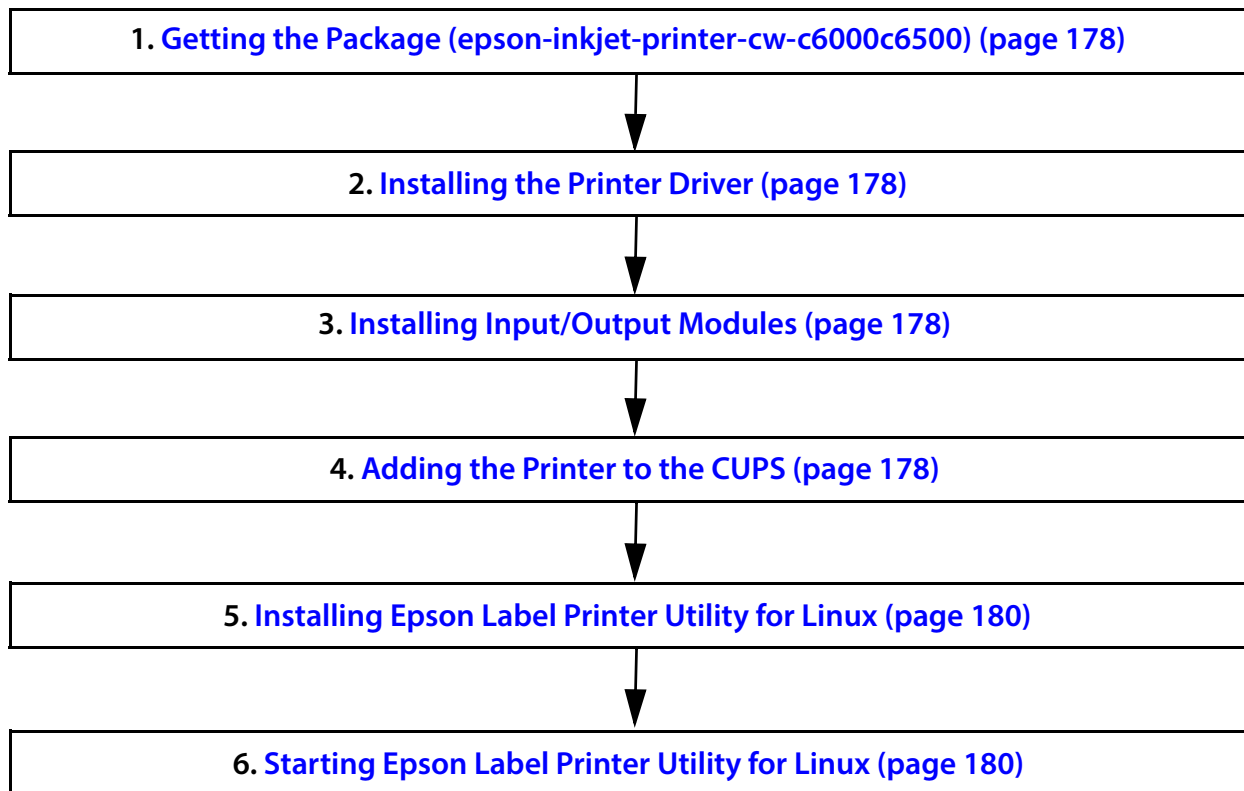 1. Getting the Package (epson-inkjet-printer-cw-c6000c6500) (page 178)
2. Installing the Printer Driver (page 178)
3. Installing Input/Output Modules (page 178)
4. Adding the Printer to the CUPS (page 178)
5. Installing Epson Label Printer Utility for Linux (page 180)
6. Starting Epson Label Printer Utility for Linux (page 180)